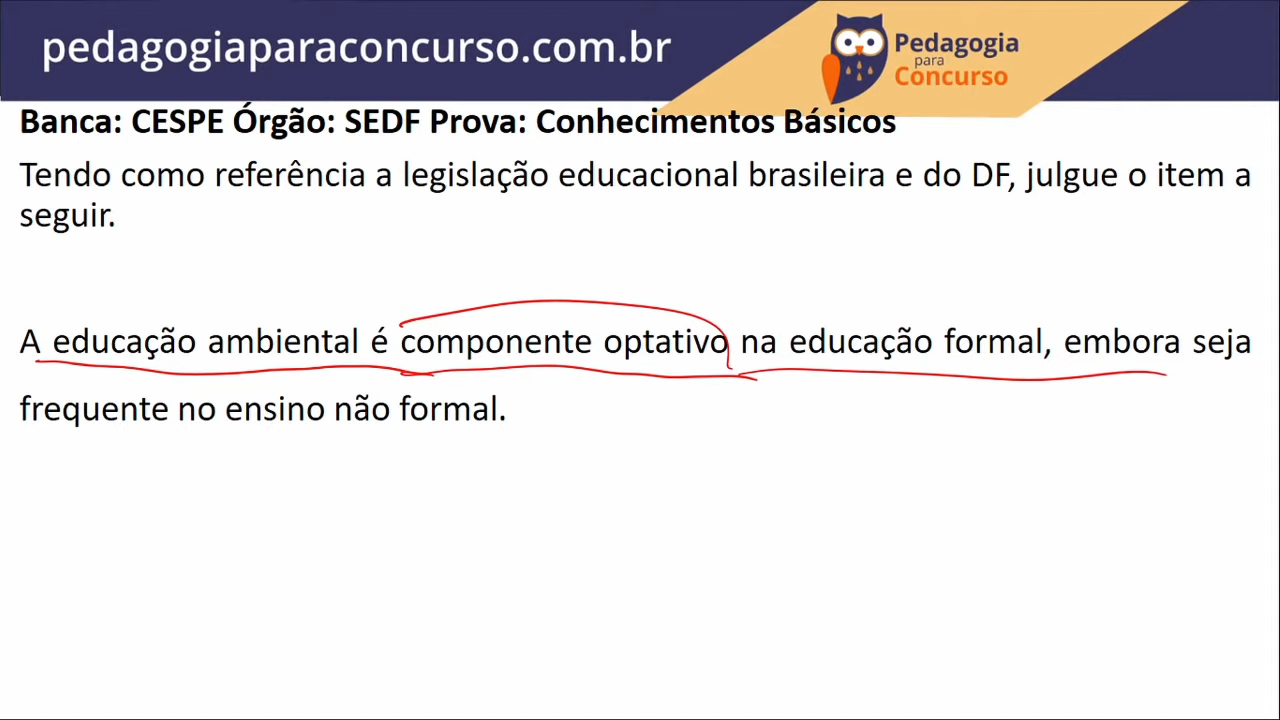 pedagogiaparaconcurso.com.br
Pedagogia
para
Concurso
Banca: CESPE Órgão: SEDF Prova: Conhecimentos Básicos
Tendo como referência a legislação educacional brasileira e do DF, julgue o item a
seguir.
A educação ambiental é componente optativo na educação formal, embora seja
frequente no ensino não formal.